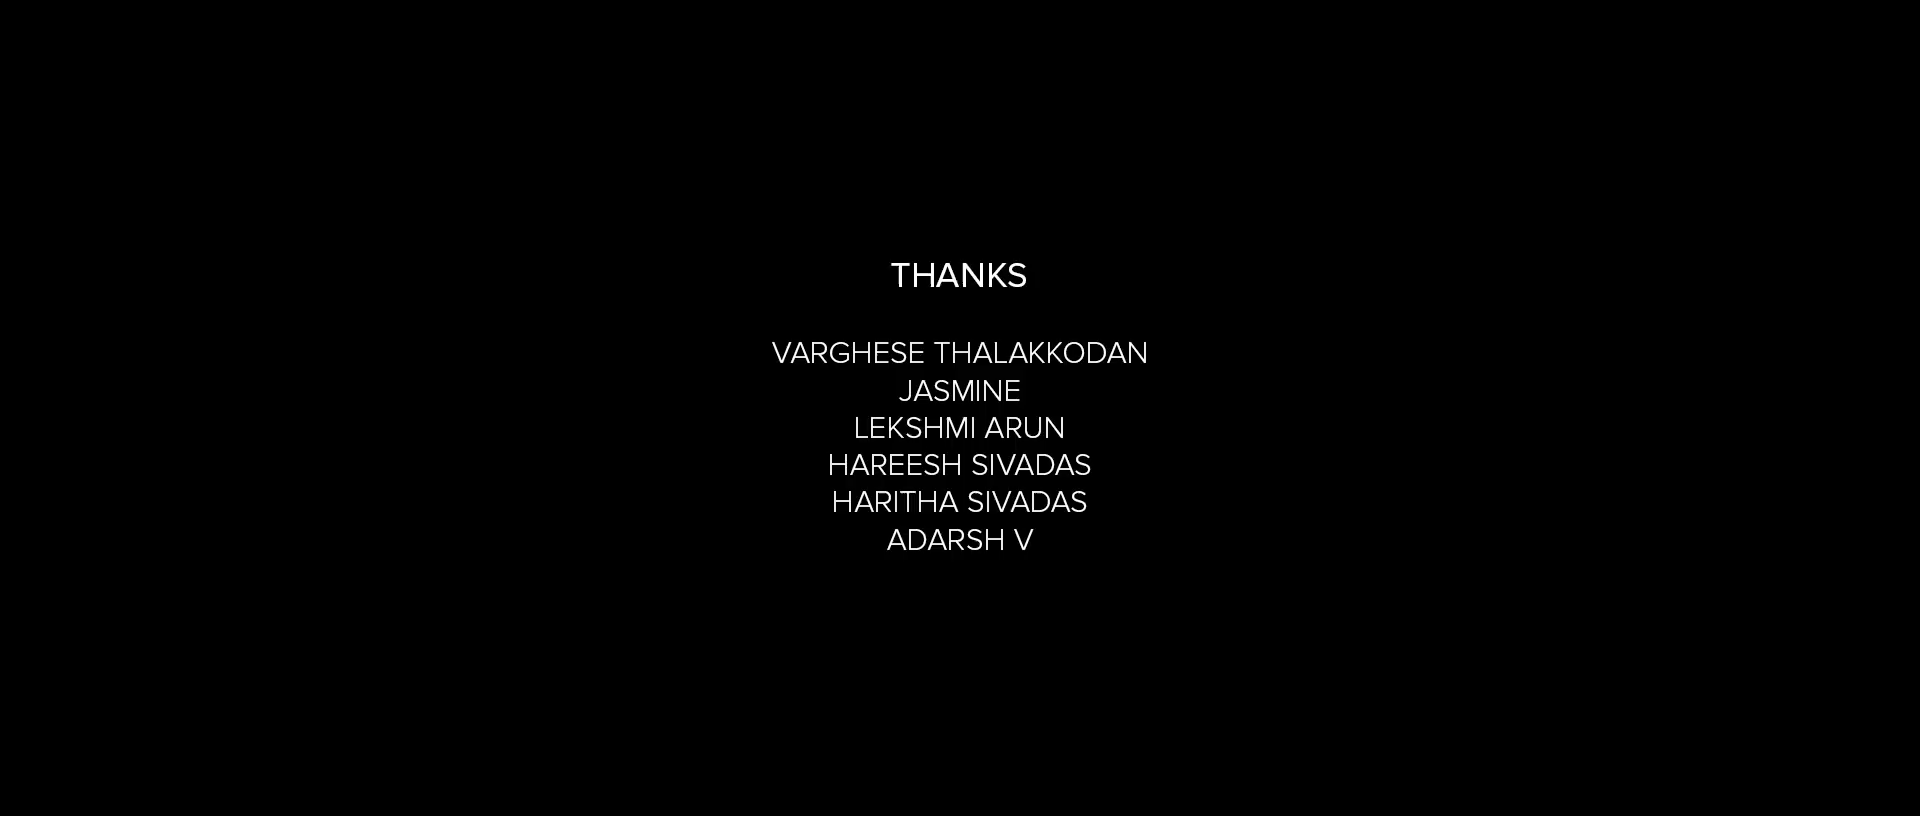 THANKS
VARGHESE THALAKKODAN
JASMINE
LEKSHMI ARUN
HAREESH SIVADAS
HARITHA SIVADAS
ADARSH V